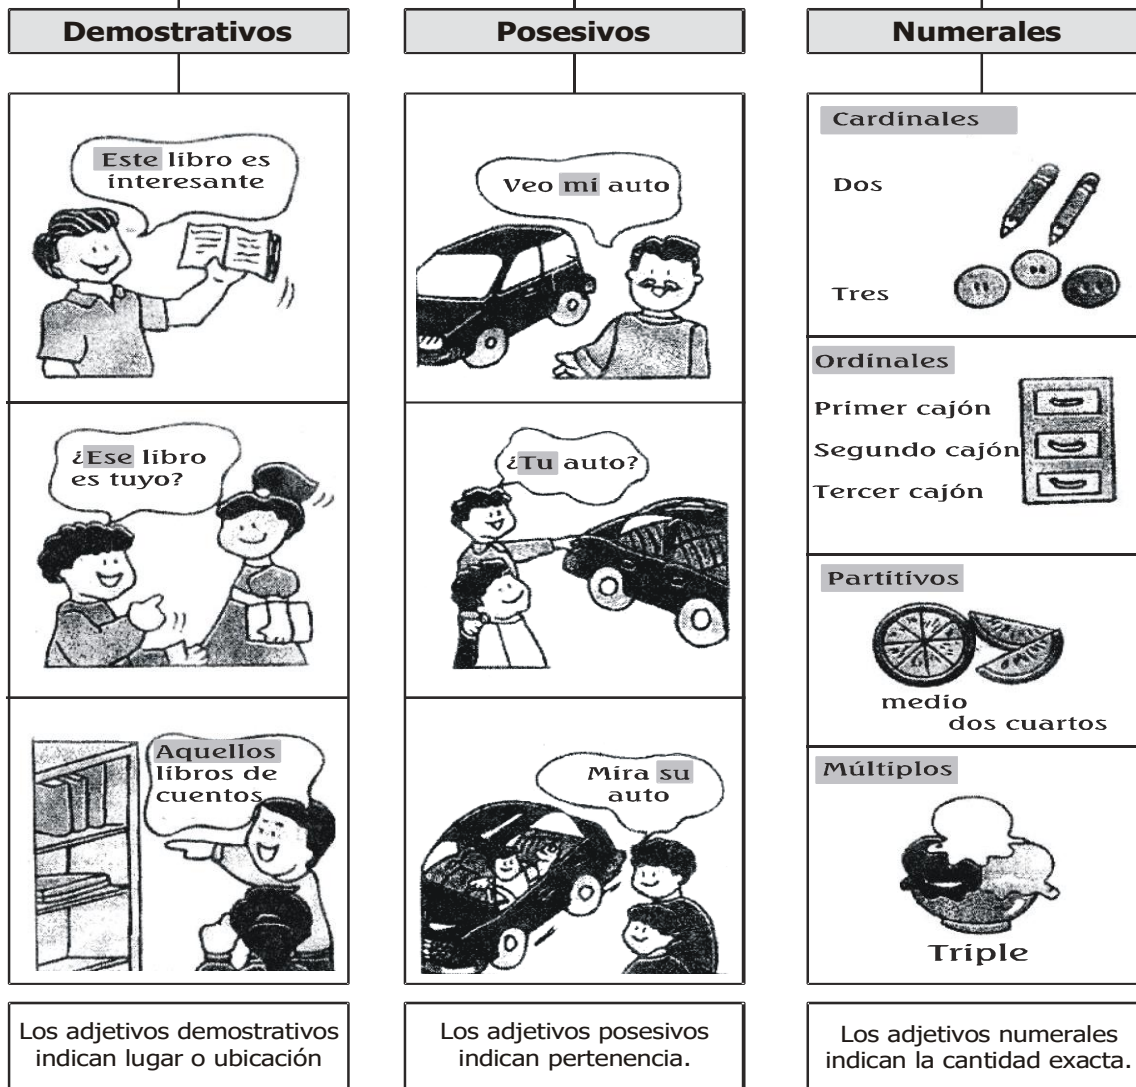 Demostrativos
Este libro es
interesante
¿Ese libro
es tuyo?
Aquellos
libros de
cuentos
Los adjetivos demostrativos
indican lugar o ubicación
Posesivos
Veo mi auto
¿Tu auto?
Mira su
auto
Los adjetivos posesivos
indican pertenencia.
Numerales
Cardinales
Dos
Tres
Ordinales
Primer cajón
Segundo cajón
Tercer cajón
Partitivos
medio
dos cuartos
Múltiplos
Triple
Los adjetivos numerales
indican la cantidad exacta.